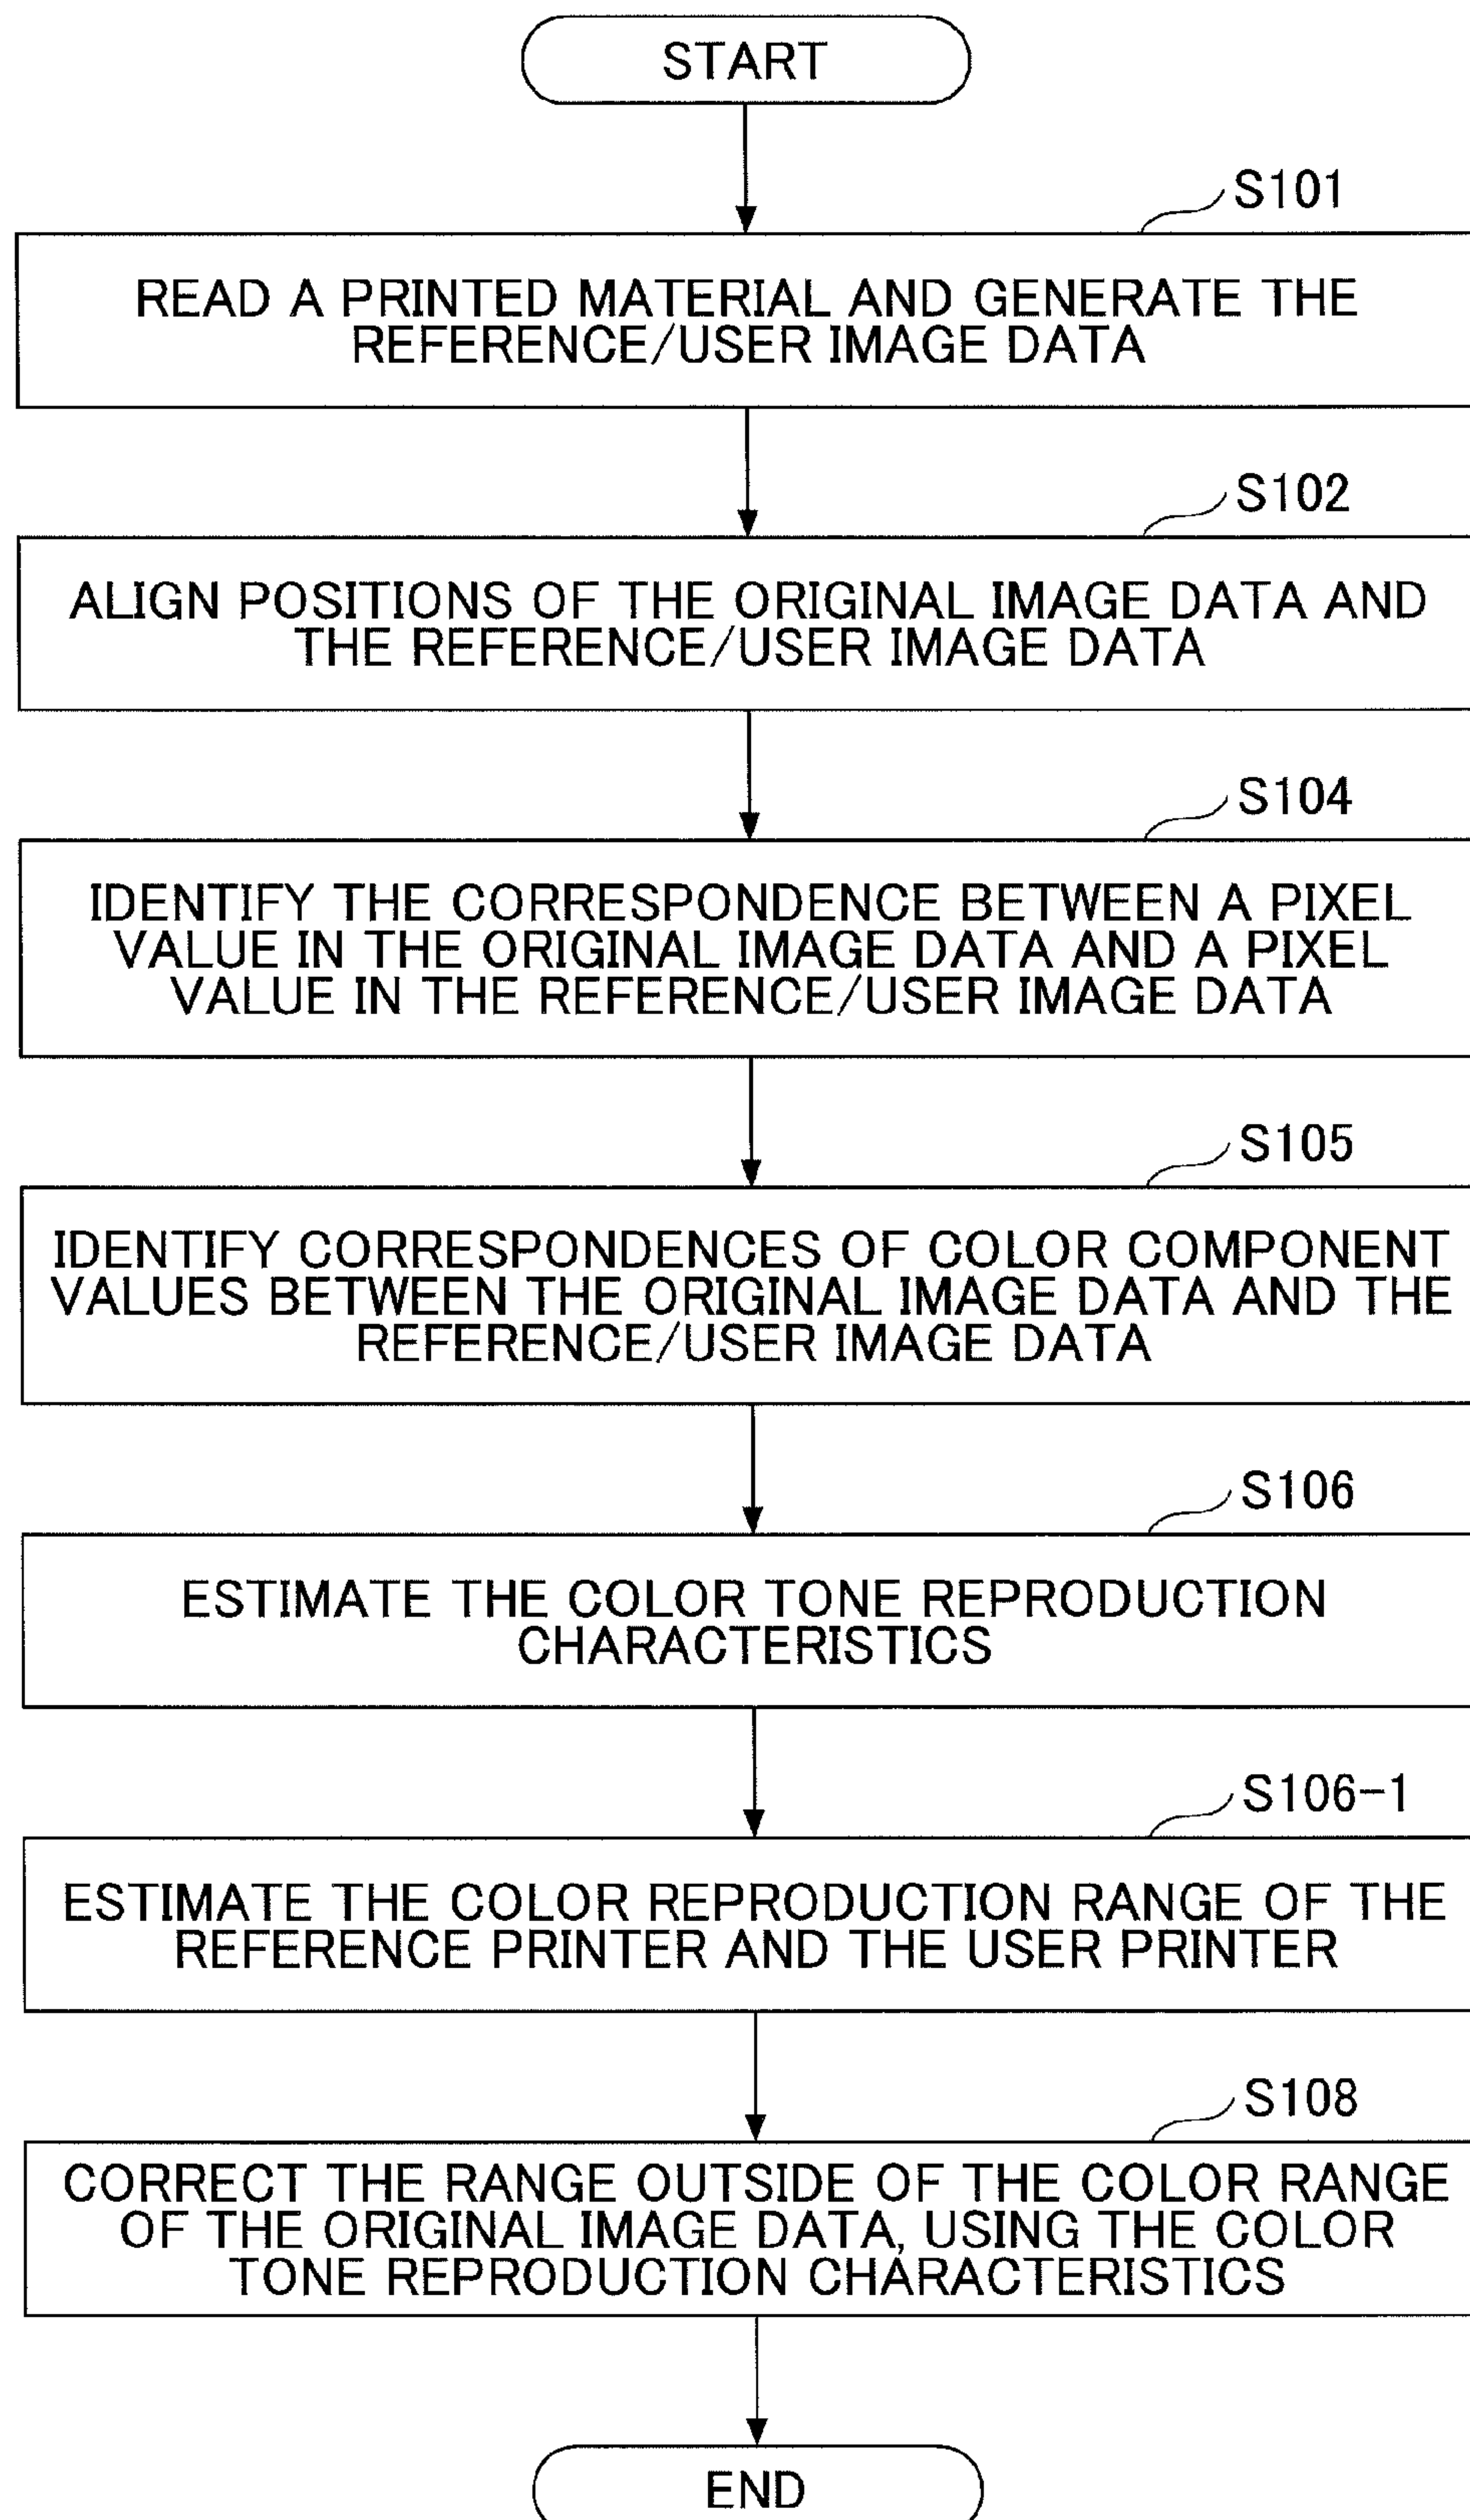 START
S101
READ A PRINTED MATERIAL AND GENERATE THE
REFERENCE/USER IMAGE DATA
S102
ALIGN POSITIONS OF THE ORIGINAL IMAGE DATA AND
THE REFERENCE/USER IMAGE DATA
S104
IDENTIFY THE CORRESPONDENCE BETWEEN A PIXEL
VALUE IN THE ORIGINAL IMAGE DATA AND A PIXEL
VALUE IN THE REFERENCE/USER IMAGE DATA
S105
IDENTIFY CORRESPONDENCES OF COLOR COMPONENT
VALUES BETWEEN THE ORIGINAL IMAGE DATA AND THE
REFERENCE/USER IMAGE DATA
S106
ESTIMATE THE COLOR TONE REPRODUCTION
CHARACTERISTICS
S106-1
ESTIMATE THE COLOR REPRODUCTION RANGE OF THE
REFERENCE PRINTER AND THE USER PRINTER
S108
CORRECT THE RANGE OUTSIDE OF THE COLOR RANGE
OF THE ORIGINAL IMAGE DATA, USING THE COLOR
TONE REPRODUCTION CHARACTERISTICS
END